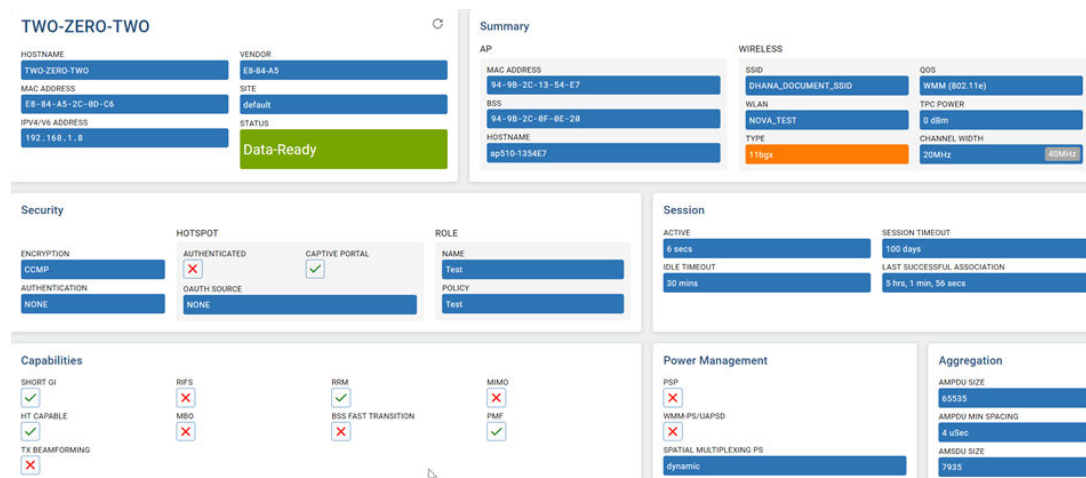 TWO-ZERO-TWO
HOSTNAME
TWO-ZERO-TWO
MAC ADDRESS
E8-84-A5-2C-0D-C6
IPV4/V6 ADDRESS
192.168.1.8
VENDOR
E8-84-A5
SITE
default
STATUS
Data-Ready
Summary
AP
MAC ADDRESS
94-9B-2C-13-54-E7
BSS
94-9B-2C-0F-0E-20
HOSTNAME
ap510-1354E7
WIRELESS
SSID
DHANA_DOCUMENT_SSID
WLAN
NOVA_TEST
TYPE
11bgx
QOS
WMM (802.11e)
TPC POWER
0 dBm
CHANNEL WIDTH
20MHz 40MHz
Security
ENCRYPTION
CCMP
AUTHENTICATION
NONE
HOTSPOT
AUTHENTICATED CAPTIVE PORTAL
OAUTH SOURCE
NONE
ROLE
NAME
Test
POLICY
Test
Session
ACTIVE
6 secs
IDLE TIMEOUT
30 mins
SESSION TIMEOUT
100 days
LAST SUCCESSFUL ASSOCIATION
5 hrs, 1 min, 56 secs
Capabilities
SHORT GI RIFS RRM MIMO
HT CAPABLE MBO BSS FAST TRANSITION PMF
TX BEAMFORMING
Power Management
PSP
WMM-PS/UAPSD
SPATIAL MULTIPLEXING PS
dynamic
Aggregation
AMPDU SIZE
65535
AMPDU MIN SPACING
4 uSec
AMSDU SIZE
7935